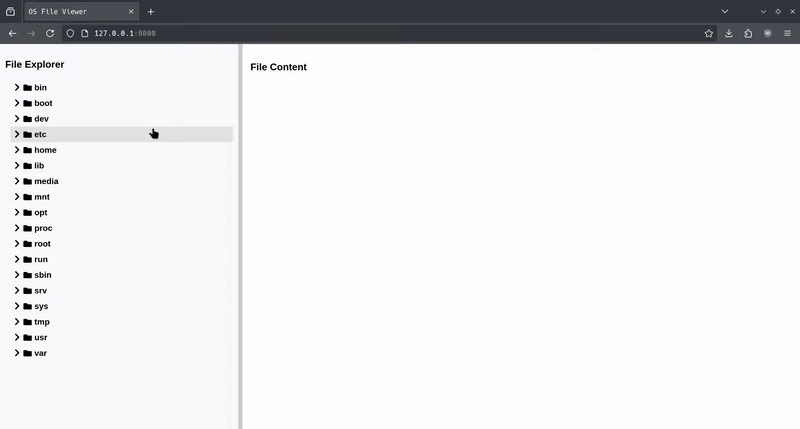 OS File Viewer
127.0.0.1:8000
File Explorer
File Content
bin
boot
dev
etc
home
lib
media
mnt
opt
proc
root
run
sbin
srv
sys
tmp
usr
var